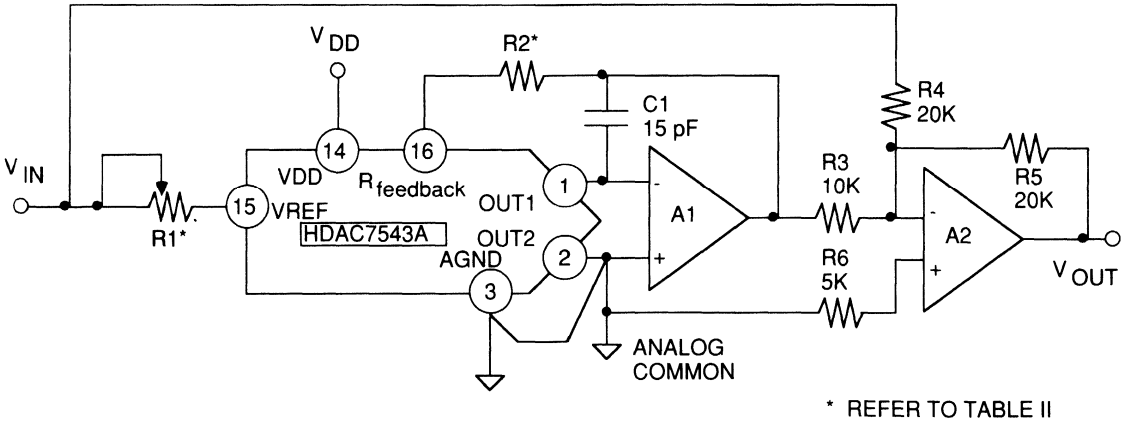 V DD
R2*
C1
15 pF
R4
20K
V IN
R1*
15
VREF
14
VDD
16
R feedback
HDAC7543A
OUT1
1
OUT2
2
AGND
3
-
A1
+
R3
10K
R5
20K
-
A2
+
R6
5K
V OUT
ANALOG
COMMON
* REFER TO TABLE II